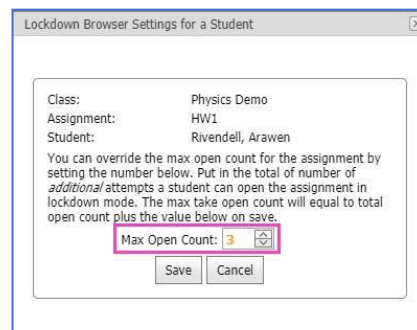 Lockdown Browser Settings for a Student
Class: Physics Demo
Assignment: HW1
Student: Rivendell, Arawen
You can override the max open count for the assignment by
setting the number below. Put in the total of number of
additional attempts a student can open the assignment in
lockdown mode. The max take open count will equal to total
open count plus the value below on save.
Max Open Count: 3
Save Cancel